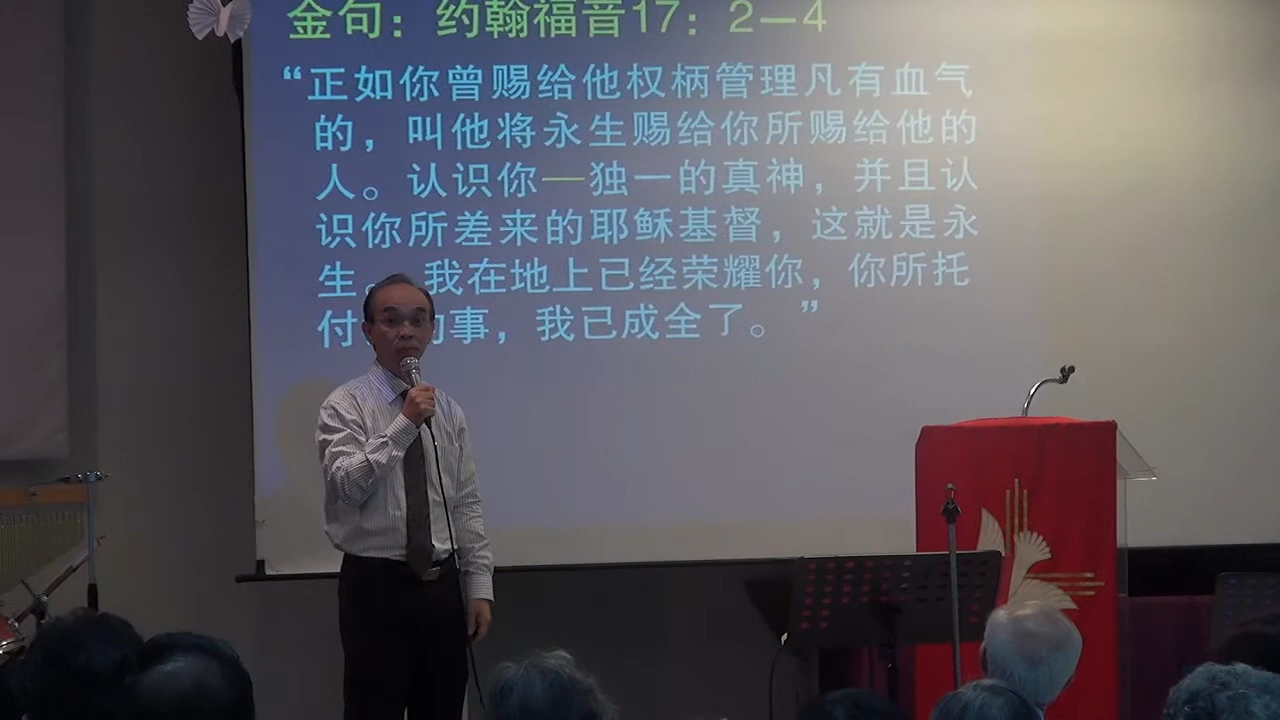 金句：约翰福音17：2－4
“正如你曾赐给他权柄管理凡有血气
的，叫他将永生赐给你所赐给他的
人。认识你—独一的真神，并且认
识你所差来的耶稣基督，这就是永
生。我在地上已经荣耀你，你所托
付 的事，我已成全了。”